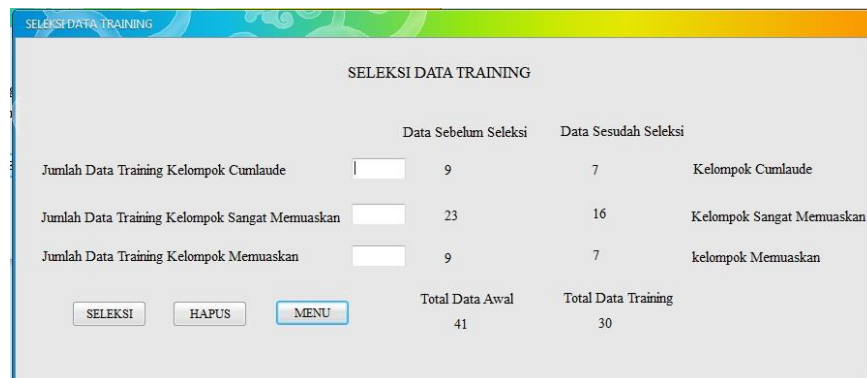 SELEKSI DATA TRAINING
SELEKSI DATA TRAINING
Data Sebelum Seleksi Data Sesudah Seleksi
Jumlah Data Training Kelompok Cumlaude 9 7 Kelompok Cumlaude
Jumlah Data Training Kelompok Sangat Memuaskan 23 16 Kelompok Sangat Memuaskan
Jumlah Data Training Kelompok Memuaskan 9 7 kelompok Memuaskan
Total Data Awal Total Data Training
SELEKSI HAPUS MENU 41 30